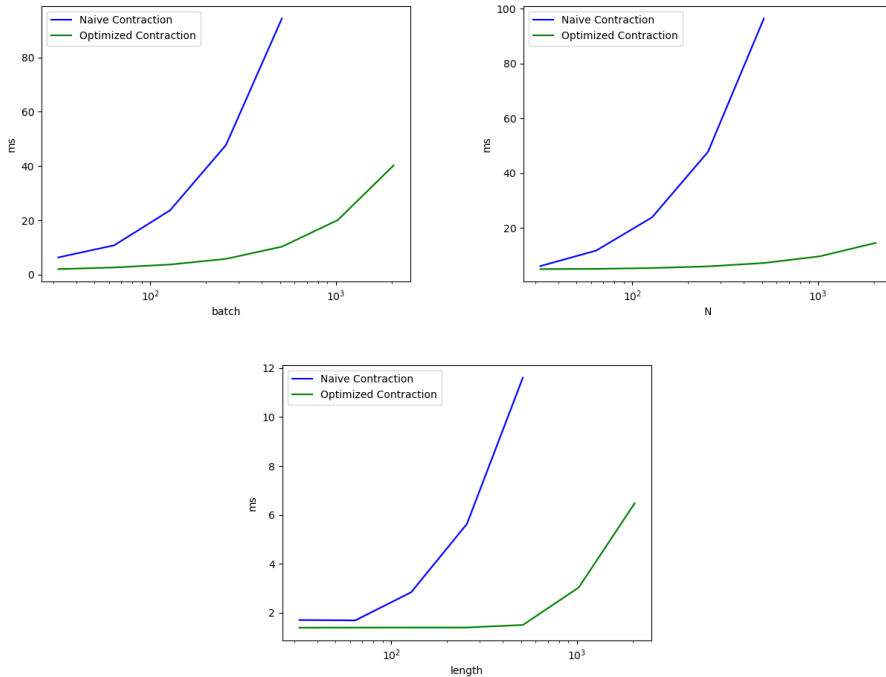 Naive Contraction
Optimized Contraction
80
60
40
20
0
ms
10²
10³
batch
Naive Contraction
Optimized Contraction
100
80
60
40
20
ms
10²
10³
N
Naive Contraction
Optimized Contraction
12
10
8
6
4
2
ms
10²
10³
length